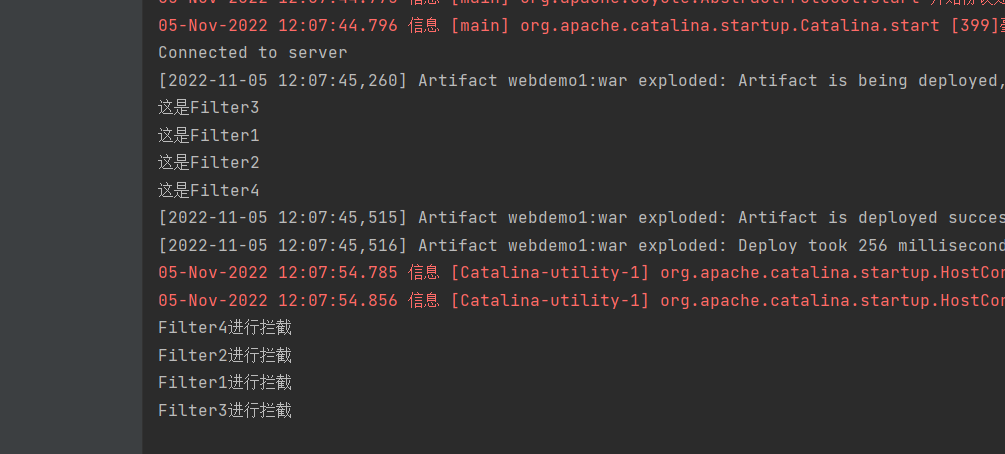 05-Nov-2022 12:07:44.796 信息 [main] org.apache.catalina.startup.Catalina.start [399]
Connected to server
[2022-11-05 12:07:45,260] Artifact webdemo1:war exploded: Artifact is being deployed,
这是Filter3
这是Filter1
这是Filter2
这是Filter4
[2022-11-05 12:07:45,515] Artifact webdemo1:war exploded: Artifact is deployed succes
[2022-11-05 12:07:45,516] Artifact webdemo1:war exploded: Deploy took 256 millisecond
05-Nov-2022 12:07:54.785 信息 [Catalina-utility-1] org.apache.catalina.startup.HostCon
05-Nov-2022 12:07:54.856 信息 [Catalina-utility-1] org.apache.catalina.startup.HostCon
Filter4进行拦截
Filter2进行拦截
Filter1进行拦截
Filter3进行拦截